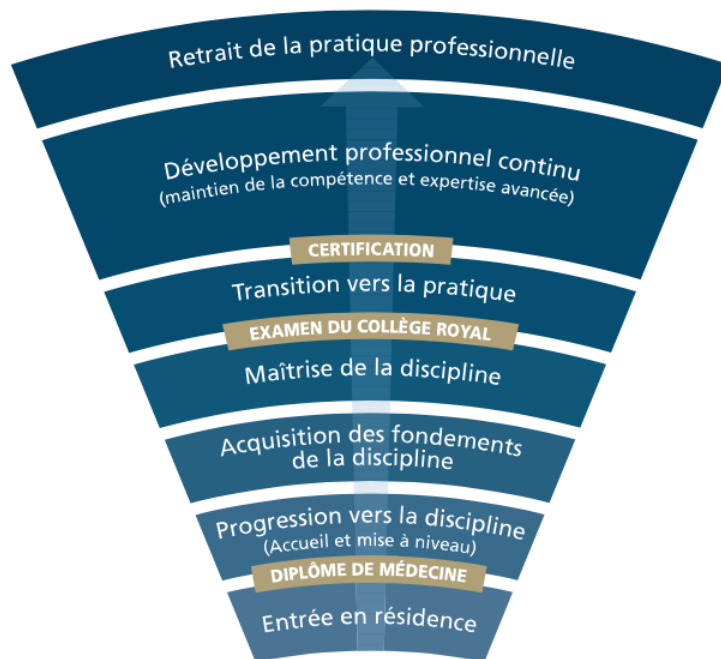 Retrait de la pratique professionnelle
Développement professionnel continu
(maintien de la compétence et expertise avancée)
CERTIFICATION
Transition vers la pratique
EXAMEN DU COLLÈGE ROYAL
Maîtrise de la discipline
Acquisition des fondements
de la discipline
Progression vers la discipline
(Accueil et mise à niveau)
DIPLÔME DE MÉDECINE
Entrée en résidence